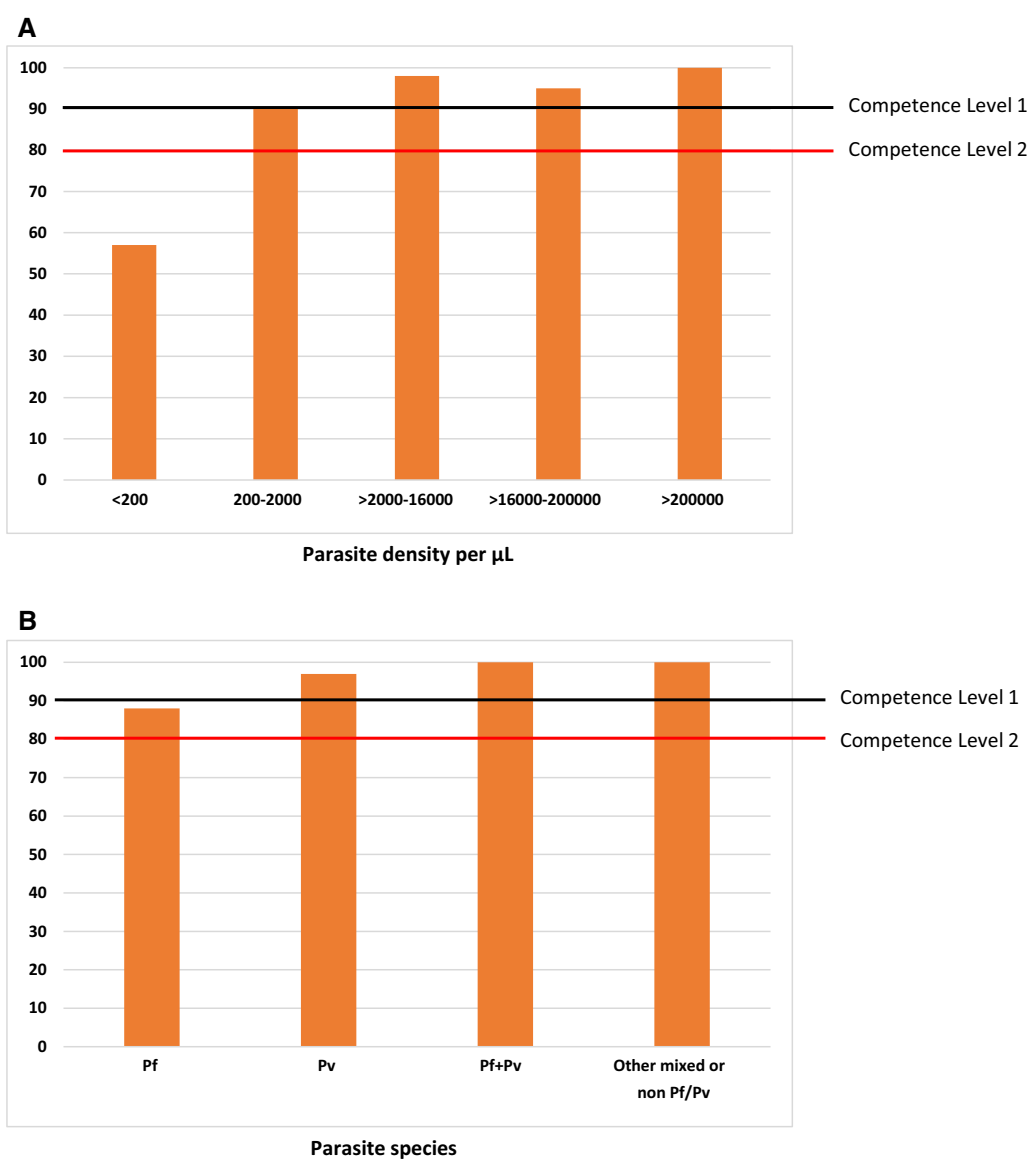 A
100
90
80
70
60
50
40
30
20
10
0
Competence Level 1
Competence Level 2
<200 200-2000 >2000-16000 >16000-200000 >200000
Parasite density per µL
B
100
90
80
70
60
50
40
30
20
10
0
Competence Level 1
Competence Level 2
Pf Pv Pf+Pv Other mixed or
non Pf/Pv
Parasite species